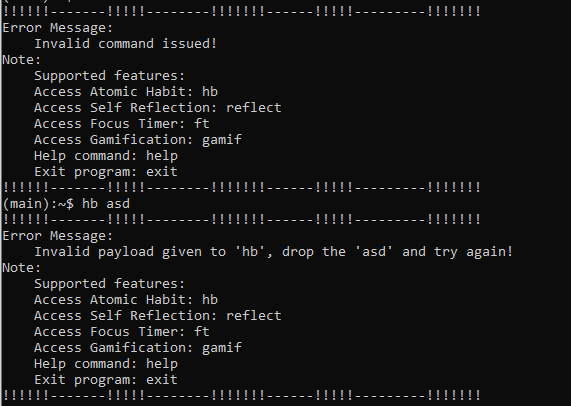 !!!!!!-------!!!!!--------!!!!!!!------!!!!!---------!!!!!!!
Error Message:
    Invalid command issued!
Note:
    Supported features:
    Access Atomic Habit: hb
    Access Self Reflection: reflect
    Access Focus Timer: ft
    Access Gamification: gamif
    Help command: help
    Exit program: exit
!!!!!!-------!!!!!--------!!!!!!!------!!!!!---------!!!!!!!
(main):~$ hb asd
!!!!!!-------!!!!!--------!!!!!!!------!!!!!---------!!!!!!!
Error Message:
    Invalid payload given to 'hb', drop the 'asd' and try again!
Note:
    Supported features:
    Access Atomic Habit: hb
    Access Self Reflection: reflect
    Access Focus Timer: ft
    Access Gamification: gamif
    Help command: help
    Exit program: exit
!!!!!!-------!!!!!--------!!!!!!!------!!!!!---------!!!!!!!